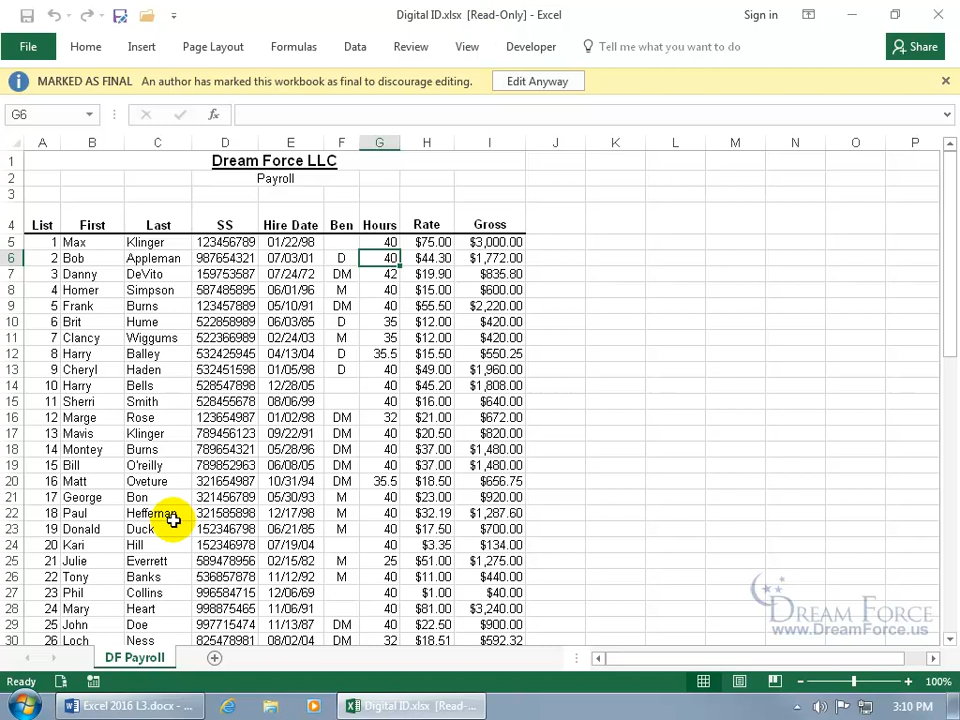 Digital ID.xlsx [Read-Only] - Excel
Sign in
File Home Insert Page Layout Formulas Data Review View Developer Tell me what you want to do Share
MARKED AS FINAL An author has marked this workbook as final to discourage editing. Edit Anyway
G6
A B C D E F G H I J K L M N O P
1 Dream Force LLC
2 Payroll
3
4 List First Last SS Hire Date Ben Hours Rate Gross
5 1 Max Klinger 123456789 01/22/98 40 $75.00 $3,000.00
6 2 Bob Appleman 987654321 07/03/01 D 40 $44.30 $1,772.00
7 3 Danny DeVito 159753587 07/24/72 DM 42 $19.90 $835.80
8 4 Homer Simpson 587485895 06/01/96 M 40 $15.00 $600.00
9 5 Frank Burns 123457889 05/10/91 DM 40 $55.50 $2,220.00
10 6 Brit Hume 522858989 06/03/85 D 35 $12.00 $420.00
11 7 Clancy Wiggums 522366989 02/24/03 M 35 $12.00 $420.00
12 8 Harry Balley 532425945 04/13/04 D 35.5 $15.50 $550.25
13 9 Cheryl Haden 532451598 01/05/98 D 40 $49.00 $1,960.00
14 10 Harry Bells 528547898 12/28/05 40 $45.20 $1,808.00
15 11 Sherri Smith 528455678 08/06/99 40 $16.00 $640.00
16 12 Marge Rose 123654987 01/02/98 DM 32 $21.00 $672.00
17 13 Mavis Klinger 789456123 09/22/91 DM 40 $20.50 $820.00
18 14 Montey Burns 789654321 05/28/96 DM 40 $37.00 $1,480.00
19 15 Bill O'reilly 789852963 06/08/05 DM 40 $37.00 $1,480.00
20 16 Matt Oveture 321654987 10/31/94 DM 35.5 $18.50 $656.75
21 17 George Bon 321456789 05/30/93 M 40 $23.00 $920.00
22 18 Paul Heffernan 321585898 12/17/98 M 40 $32.19 $1,287.60
23 19 Donald Duck 152346798 06/21/85 M 40 $17.50 $700.00
24 20 Kari Hill 152346978 07/19/04 40 $3.35 $134.00
25 21 Julie Everrett 589478956 02/15/82 M 25 $51.00 $1,275.00
26 22 Tony Banks 536857878 11/12/92 M 40 $11.00 $440.00
27 23 Phil Collins 996584756 12/06/69 40 $1.00 $40.00
28 24 Mary Heart 998875465 11/06/91 40 $81.00 $3,240.00
29 25 John Doe 997715424 11/13/87 DM 40 $22.50 $900.00
30 26 Loch Ness 825478981 08/02/04 DM 32 $18.51 $592.32
DREAM FORCE
www.DreamForce.us
DF Payroll
Ready 100%
Excel 2016 L3.docx - ... Digital ID.xlsx [Read-... 3:10 PM